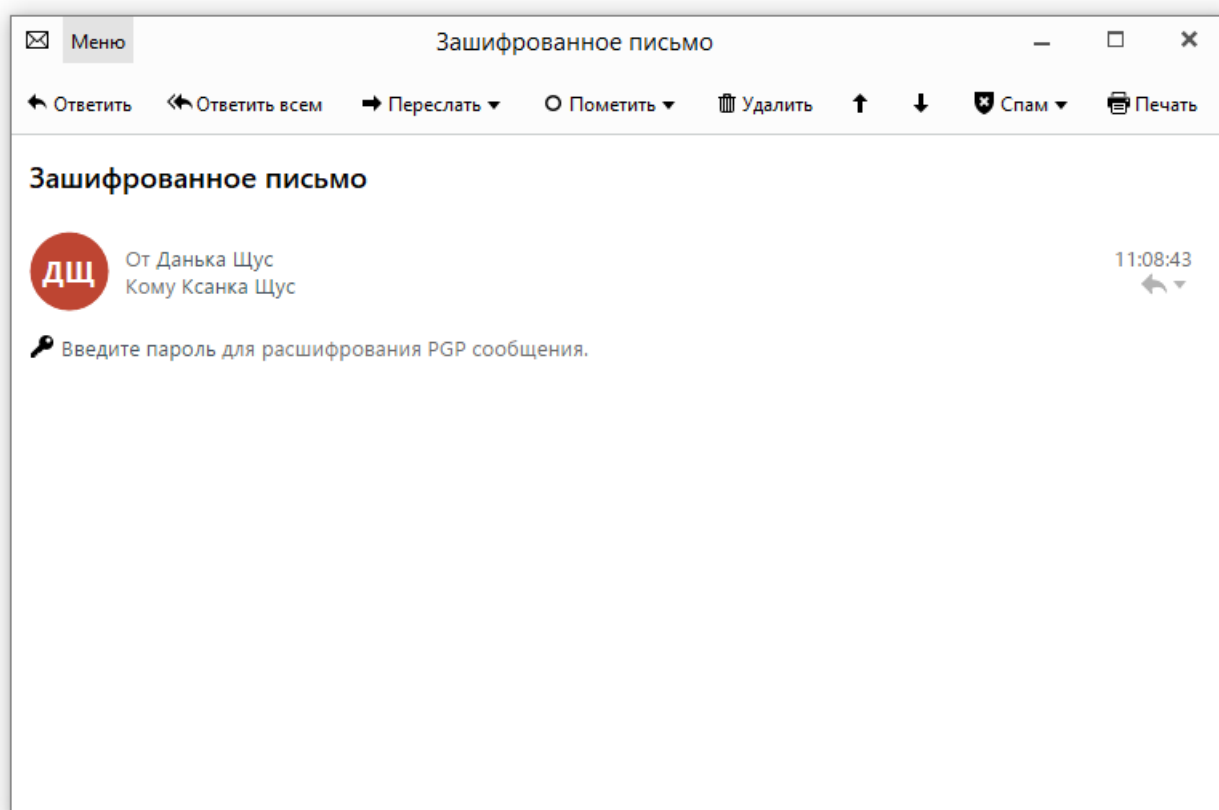 Меню Зашифрованное письмо
Ответить Ответить всем Переслать Пометить Удалить Спам Печать
Зашифрованное письмо
ДЩ
От Данька Щус 11:08:43
Кому Ксанка Щус
Введите пароль для расшифрования PGP сообщения.